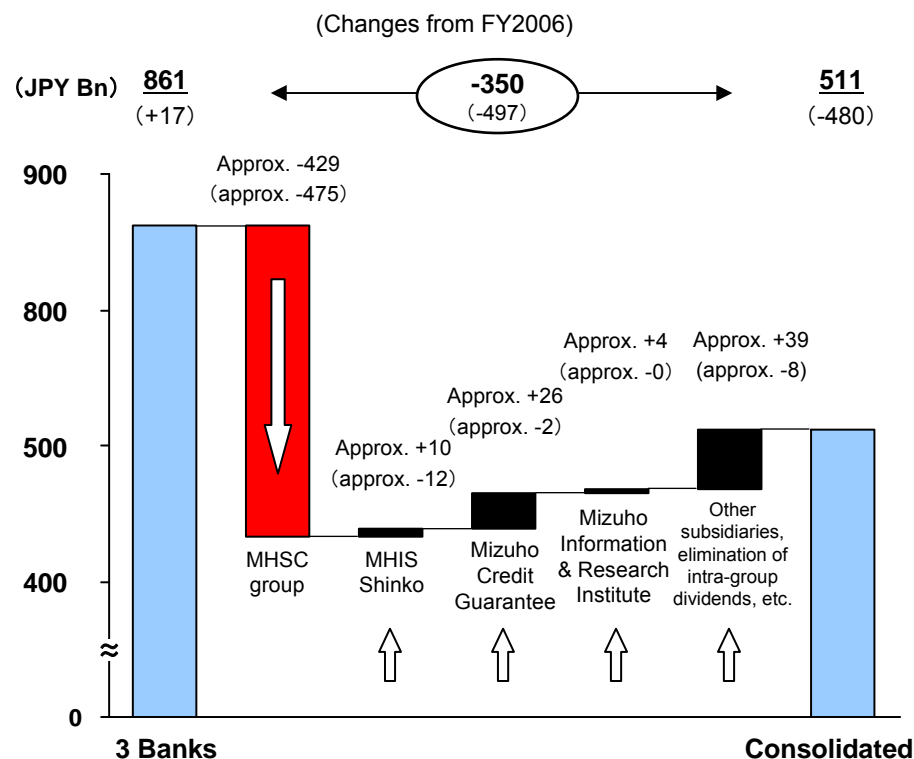 (Changes from FY2006)
（JPY Bn）
861
（+17）
-350
（-497）
511
（-480）
Approx. -429
（approx. -475）
900
800
500
400
≈
0
Approx. +10
（approx. -12）
Approx. +26
（approx. -2）
Approx. +4
（approx. -0）
Approx. +39
(approx. -8)
MHSC
group
MHIS
Shinko
Mizuho
Credit
Guarantee
Mizuho
Information
& Research
Institute
Other
subsidiaries,
elimination of
intra-group
dividends, etc.
3 Banks
Consolidated